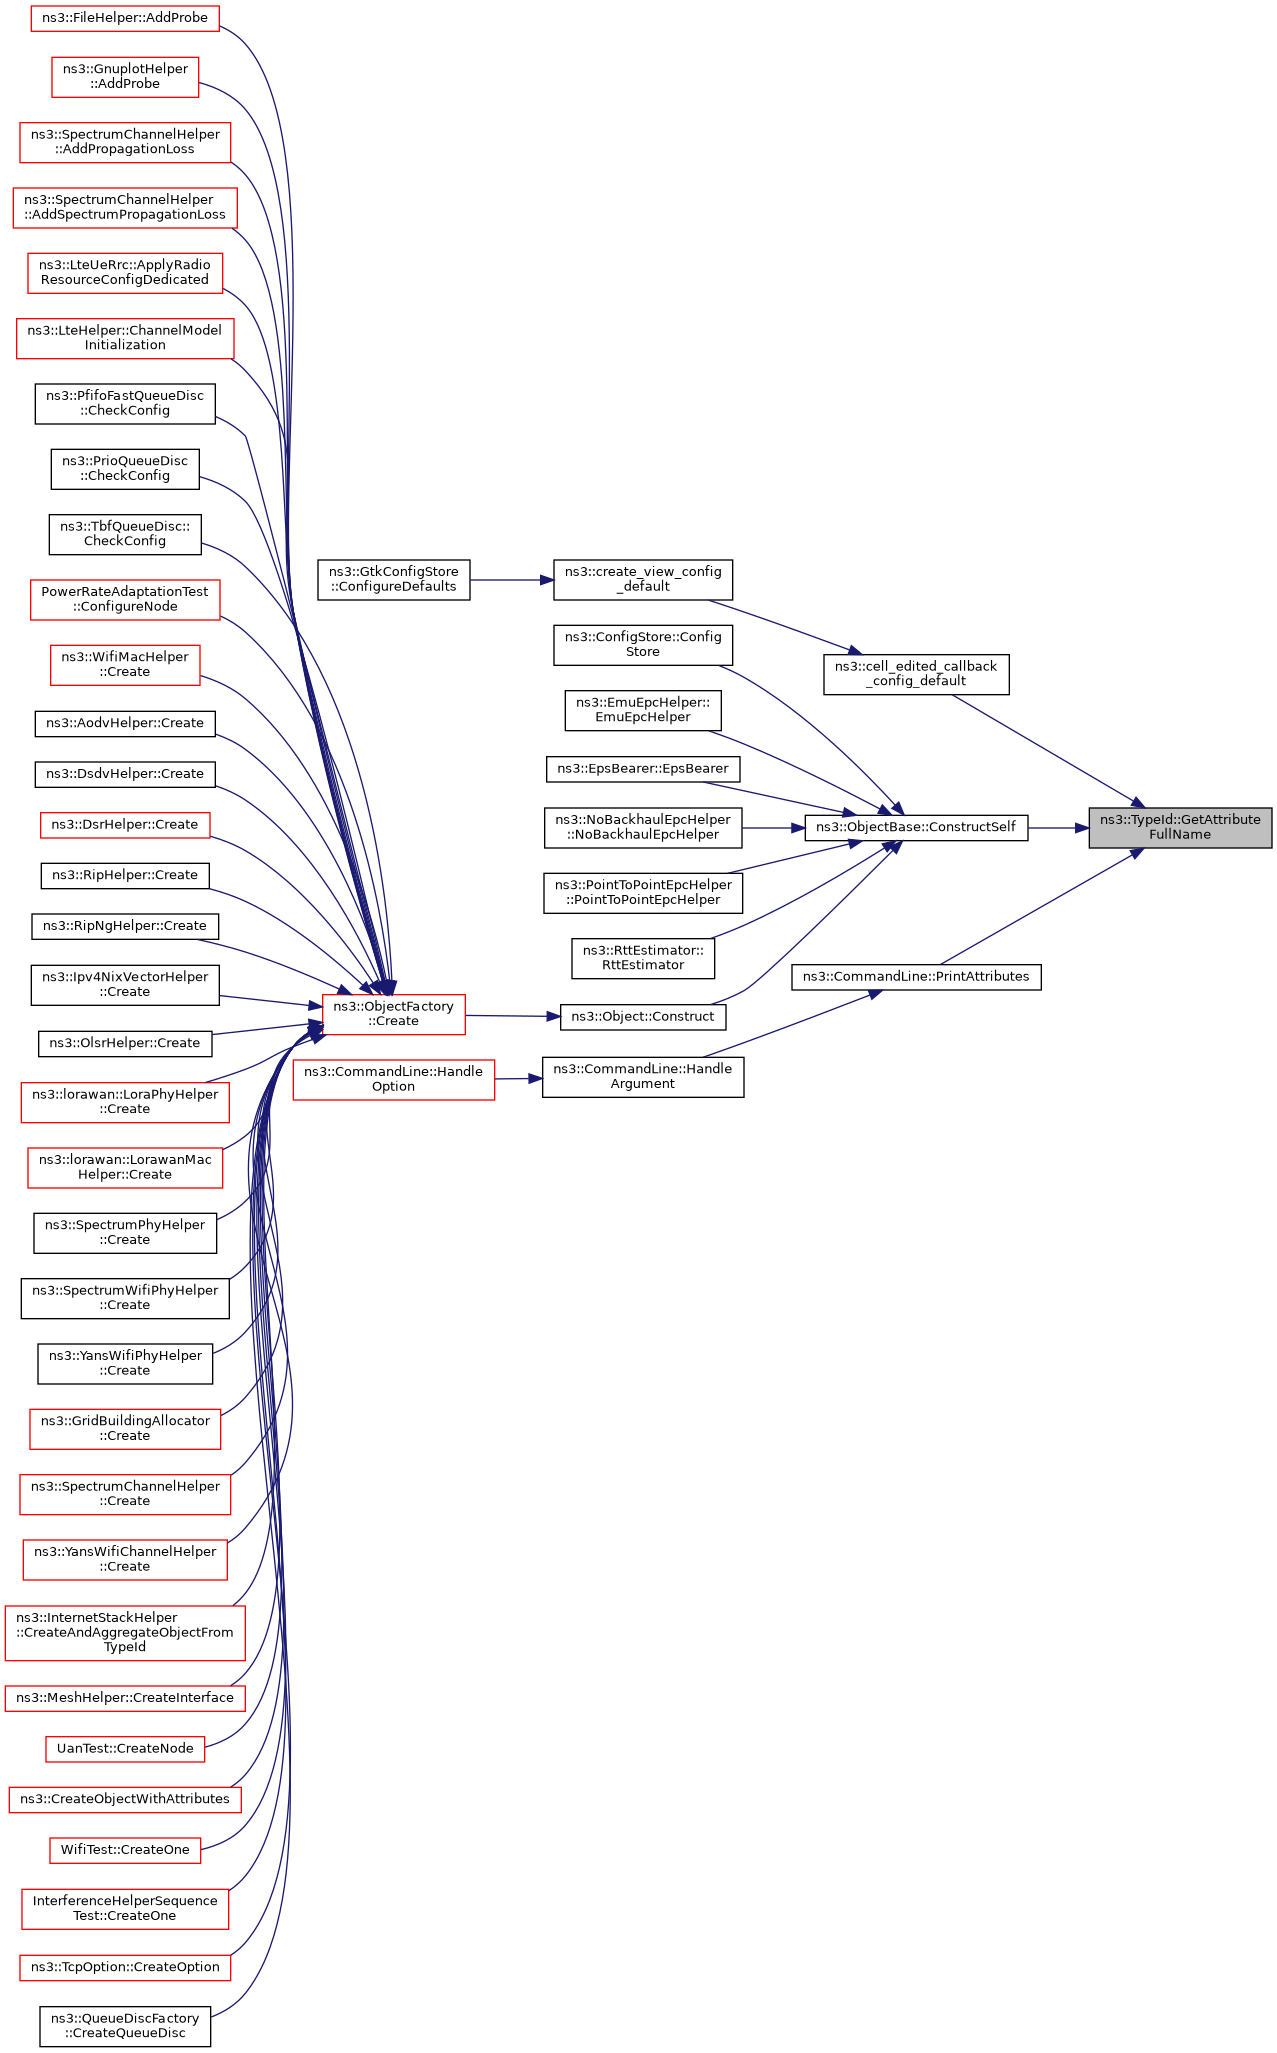 ns3::FileHelper::AddProbe
ns3::GnuplotHelper
::AddProbe
ns3::SpectrumChannelHelper
::AddPropagationLoss
ns3::SpectrumChannelHelper
::AddSpectrumPropagationLoss
ns3::LteUeRrc::ApplyRadio
ResourceConfigDedicated
ns3::LteHelper::ChannelModel
Initialization
ns3::PfifoFastQueueDisc
::CheckConfig
ns3::PrioQueueDisc
::CheckConfig
ns3::TbfQueueDisc::
CheckConfig
PowerRateAdaptationTest
::ConfigureNode
ns3::WifiMacHelper
::Create
ns3::AodvHelper::Create
ns3::DsdvHelper::Create
ns3::DsrHelper::Create
ns3::RipHelper::Create
ns3::RipNgHelper::Create
ns3::Ipv4NixVectorHelper
::Create
ns3::OlsrHelper::Create
ns3::lorawan::LoraPhyHelper
::Create
ns3::lorawan::LorawanMac
Helper::Create
ns3::SpectrumPhyHelper
::Create
ns3::SpectrumWifiPhyHelper
::Create
ns3::YansWifiPhyHelper
::Create
ns3::GridBuildingAllocator
::Create
ns3::SpectrumChannelHelper
::Create
ns3::YansWifiChannelHelper
::Create
ns3::InternetStackHelper
::CreateAndAggregateObjectFrom
TypeId
ns3::MeshHelper::CreateInterface
UanTest::CreateNode
ns3::CreateObjectWithAttributes
WifiTest::CreateOne
InterferenceHelperSequence
Test::CreateOne
ns3::TcpOption::CreateOption
ns3::QueueDiscFactory
::CreateQueueDisc
ns3::GtkConfigStore
::ConfigureDefaults
ns3::ObjectFactory
::Create
ns3::CommandLine::Handle
Option
ns3::create_view_config
_default
ns3::ConfigStore::Config
Store
ns3::EmuEpcHelper::
EmuEpcHelper
ns3::EpsBearer::EpsBearer
ns3::NoBackhaulEpcHelper
::NoBackhaulEpcHelper
ns3::PointToPointEpcHelper
::PointToPointEpcHelper
ns3::RttEstimator::
RttEstimator
ns3::Object::Construct
ns3::CommandLine::Handle
Argument
ns3::cell_edited_callback
_config_default
ns3::ObjectBase::ConstructSelf
ns3::CommandLine::PrintAttributes
ns3::TypeId::GetAttribute
FullName